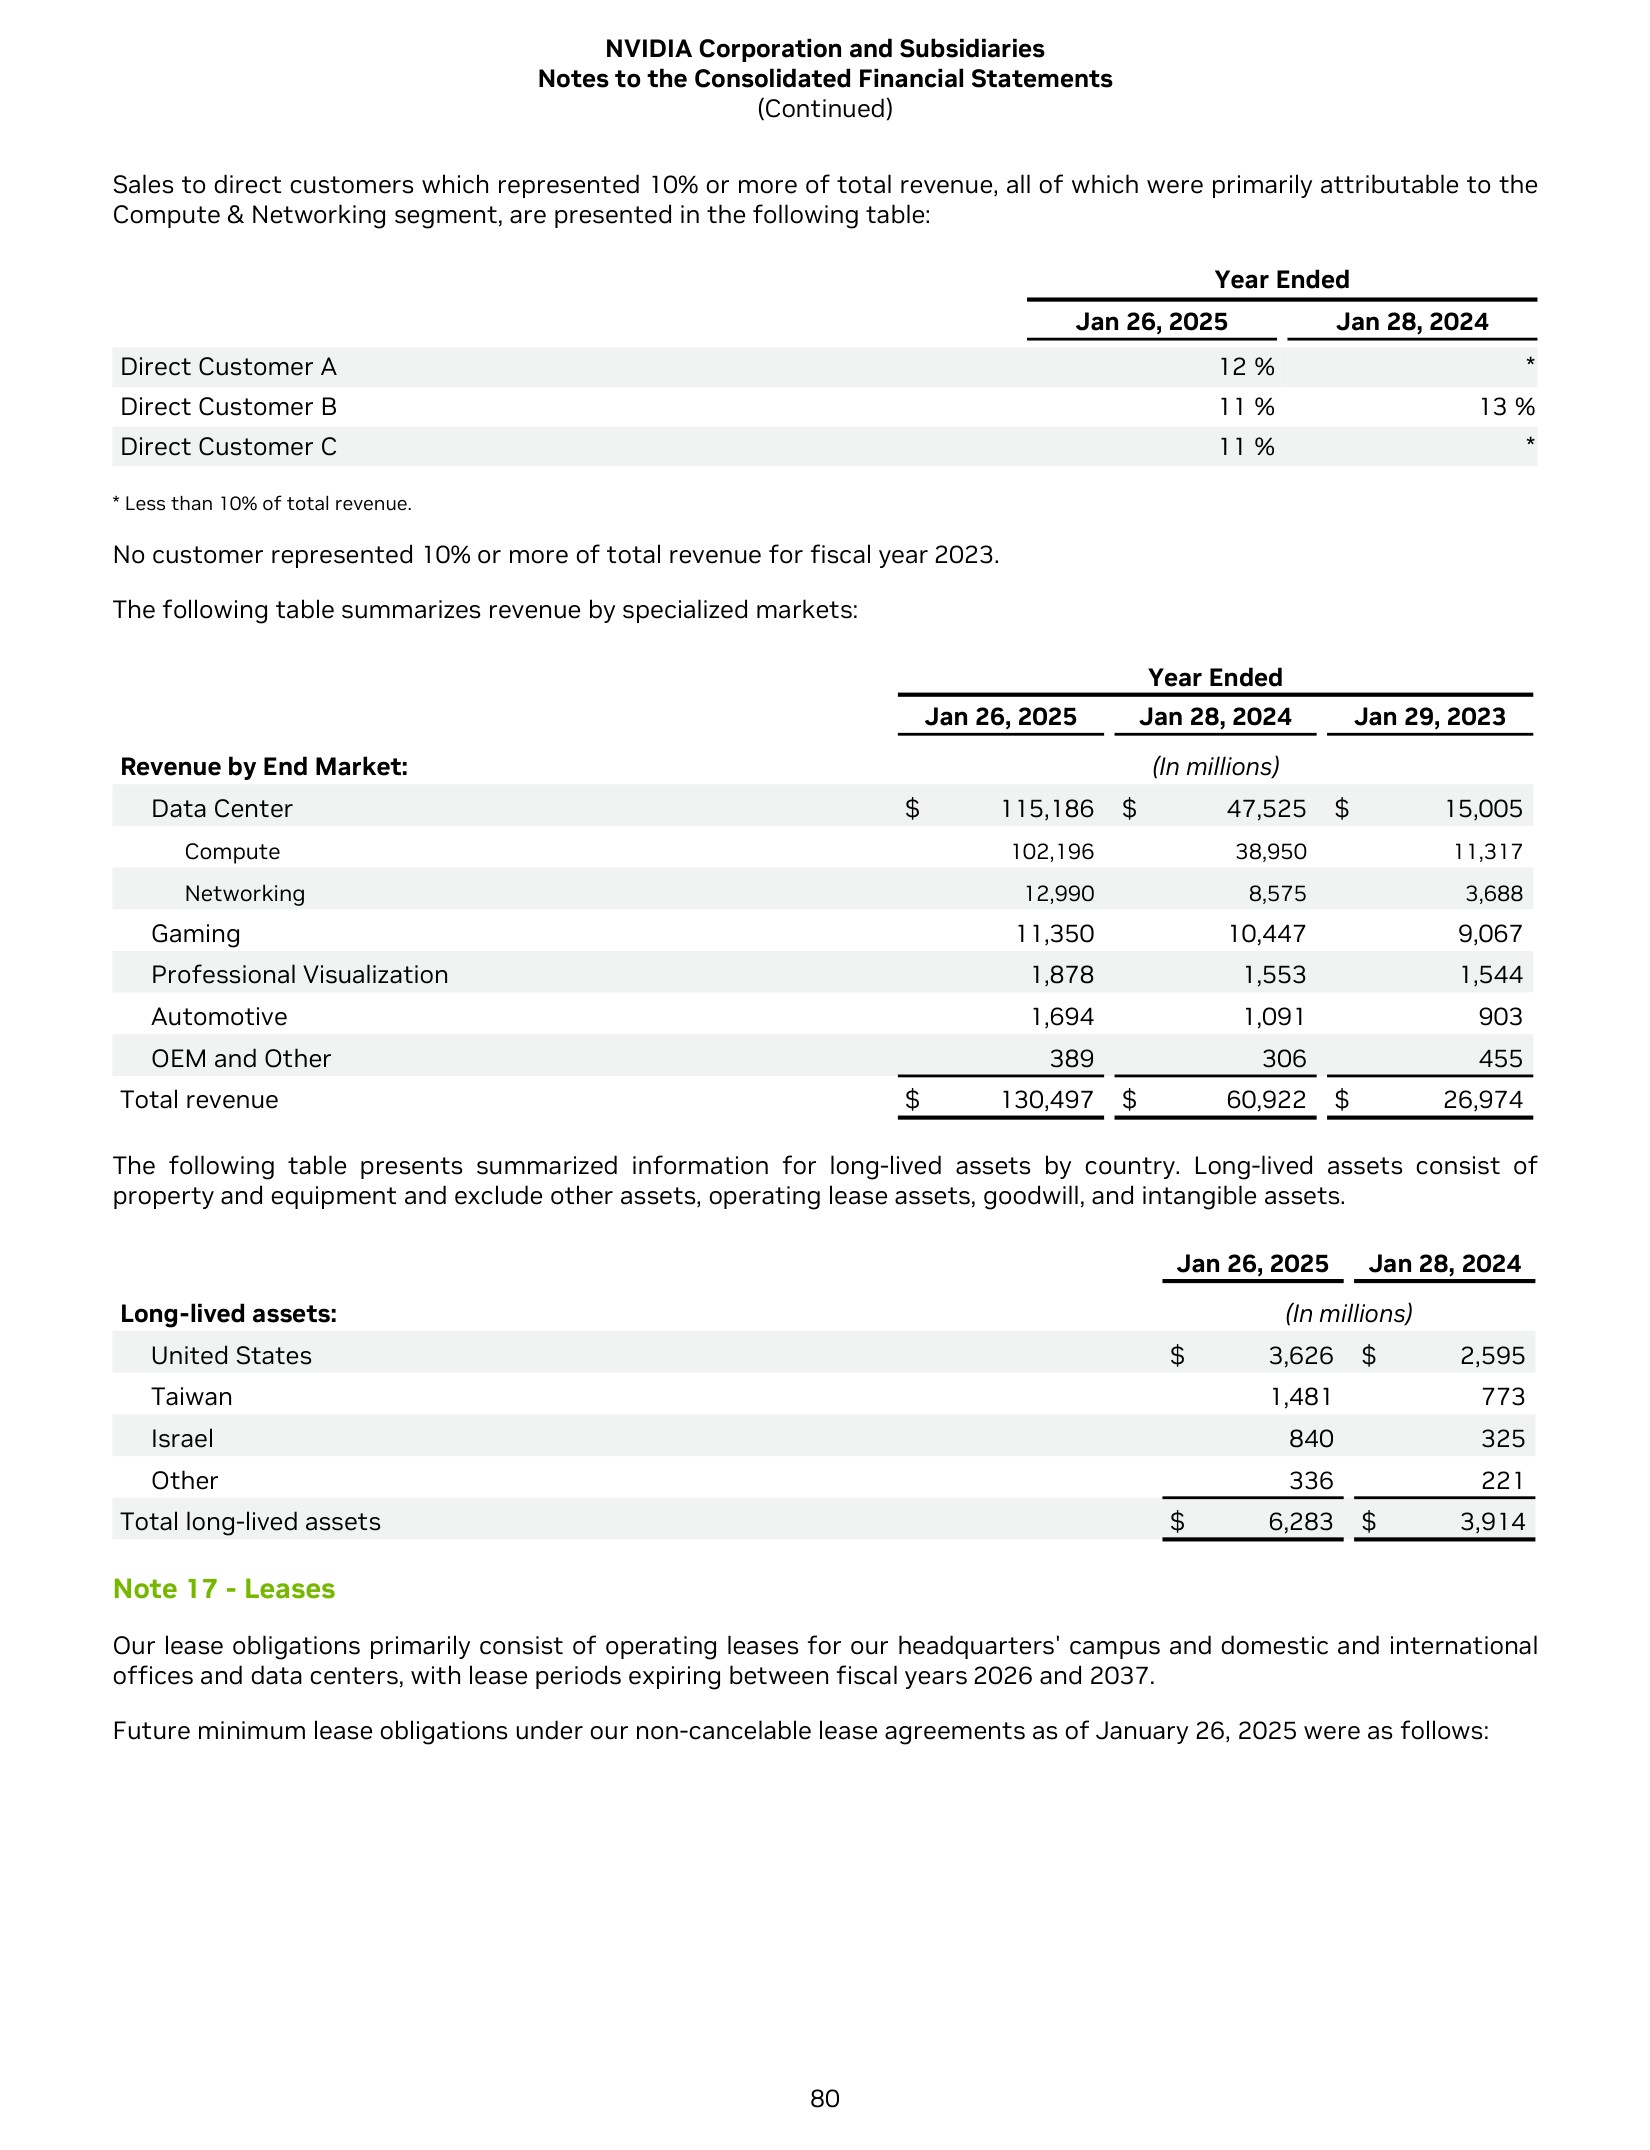 NVIDIA Corporation and Subsidiaries
Notes to the Consolidated Financial Statements
(Continued)
Sales to direct customers which represented 10% or more of total revenue, all of which were primarily attributable to the
Compute & Networking segment, are presented in the following table:
Year Ended
Jan 26, 2025 Jan 28, 2024
Direct Customer A 12 % *
Direct Customer B 11 % 13 %
Direct Customer C 11 % *
* Less than 10% of total revenue.
No customer represented 10% or more of total revenue for fiscal year 2023.
The following table summarizes revenue by specialized markets:
Year Ended
Jan 26, 2025 Jan 28, 2024 Jan 29, 2023
Revenue by End Market: (In millions)
Data Center $ 115,186 $ 47,525 $ 15,005
Compute 102,196 38,950 11,317
Networking 12,990 8,575 3,688
Gaming 11,350 10,447 9,067
Professional Visualization 1,878 1,553 1,544
Automotive 1,694 1,091 903
OEM and Other 389 306 455
Total revenue $ 130,497 $ 60,922 $ 26,974
The following table presents summarized information for long-lived assets by country. Long-lived assets consist of
property and equipment and exclude other assets, operating lease assets, goodwill, and intangible assets.
Jan 26, 2025 Jan 28, 2024
Long-lived assets: (In millions)
United States $ 3,626 $ 2,595
Taiwan 1,481 773
Israel 840 325
Other 336 221
Total long-lived assets $ 6,283 $ 3,914
Note 17 - Leases
Our lease obligations primarily consist of operating leases for our headquarters' campus and domestic and international
offices and data centers, with lease periods expiring between fiscal years 2026 and 2037.
Future minimum lease obligations under our non-cancelable lease agreements as of January 26, 2025 were as follows:
80